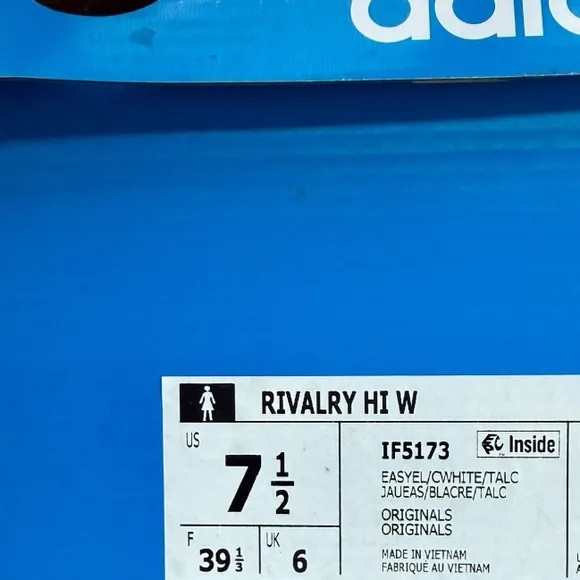 adidas
RIVALRY HI W
US
7 1/2
F
39 1/3
UK
6
IF5173
Inside
EASYEL/CWHITE/TALC
JAUEAS/BLACRE/TALC
ORIGINALS
ORIGINALS
MADE IN VIETNAM
FABRIQUÉ AU VIETNAM